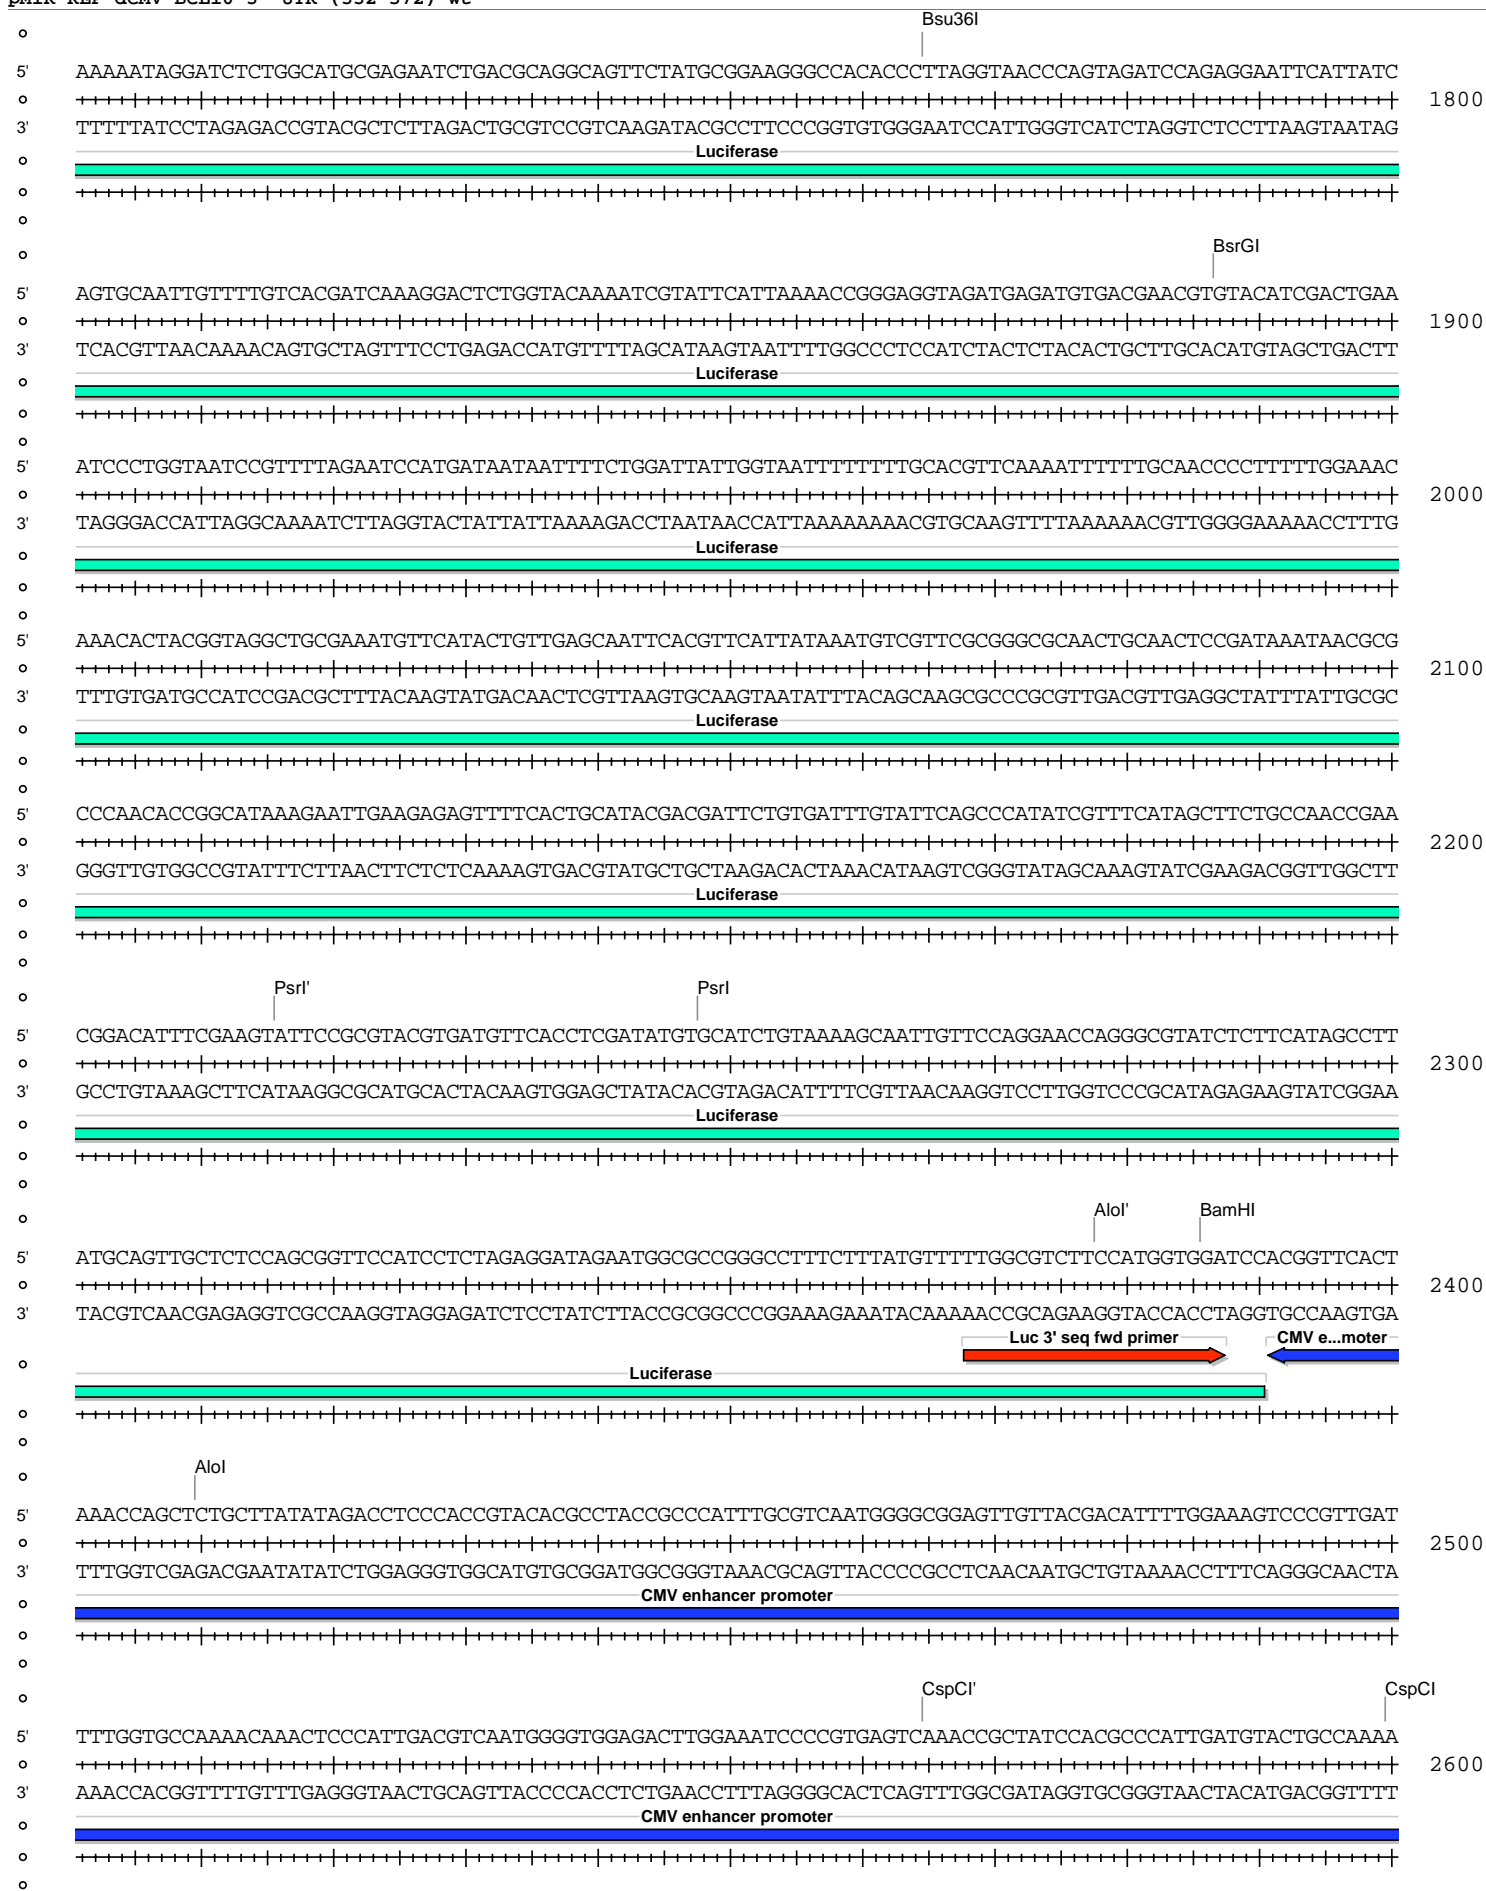 Bsu36I
5' AAAAATAGGATCTCTGGCATGCGAGAATCTGACGCAGGCAGTTCTATGCGGAAGGGCCACACCCTTAGGTAACCCAGTAGATCCAGAGGAATTCATTATC
1800
3' TTTTTATCCTAGAGACCGTACGCTCTTAGACTGCGTCCGTCAAGATACGCCTTCCCGGTGTGGGAATCCATTGGGTCATCTAGGTCTCCTTAAGTAATAG
Luciferase
BsrGI
5' AGTGCAATTGTTTTGTCACGATCAAAGGACTCTGGTACAAAATCGTATTCATTAAAACCGGGAGGTAGATGAGATGTGACGAACGTGTACATCGACTGAA
1900
3' TCACGTTAACAAAACAGTGCTAGTTTCCTGAGACCATGTTTTAGCATAAGTAATTTTGGCCCTCCATCTACTCTACACTGCTTGCACATGTAGCTGACTT
Luciferase
5' ATCCCTGGTAATCCGTTTTAGAATCCATGATAATAATTTTCTGGATTATTGGTAATTTTTTTTGCACGTTCAAAATTTTTTGCAACCCCTTTTTGGAAAC
2000
3' TAGGGACCATTAGGCAAAATCTTAGGTACTATTATTAAAAGACCTAATAACCATTAAAAAAAACGTGCAAGTTTTAAAAAACGTTGGGGAAAAACCTTTG
Luciferase
5' AAACACTACGGTAGGCTGCGAAATGTTCATACTGTTGAGCAATTCACGTTCATTATAAATGTCGTTCGCGGGCGCAACTGCAACTCCGATAAATAACGCG
2100
3' TTTGTGATGCCATCCGACGCTTTACAAGTATGACAACTCGTTAAGTGCAAGTAATATTTACAGCAAGCGCCCGCGTTGACGTTGAGGCTATTTATTGCGC
Luciferase
5' CCCAACACCGGCATAAAGAATTGAAGAGAGTTTTCACTGCATACGACGATTCTGTGATTTGTATTCAGCCCATATCGTTTCATAGCTTCTGCCAACCGAA
2200
3' GGGTTGTGGCCGTATTTCTTAACTTCTCTCAAAAGTGACGTATGCTGCTAAGACACTAAACATAAGTCGGGTATAGCAAAGTATCGAAGACGGTTGGCTT
Luciferase
PsrI' PsrI
5' CGGACATTTCGAAGTATTCCGCGTACGTGATGTTCACCTCGATATGTGCATCTGTAAAAGCAATTGTTCCAGGAACCAGGGCGTATCTCTTCATAGCCTT
2300
3' GCCTGTAAAGCTTCATAAGGCGCATGCACTACAAGTGGAGCTATACACGTAGACATTTTCGTTAACAAGGTCCTTGGTCCCGCATAGAGAAGTATCGGAA
Luciferase
AloI' BamHI
5' ATGCAGTTGCTCTCCAGCGGTTCCATCCTCTAGAGGATAGAATGGCGCCGGGCCTTTCTTTATGTTTTTGGCGTCTTCCATGGTGGATCCACGGTTCACT
2400
3' TACGTCAACGAGAGGTCGCCAAGGTAGGAGATCTCCTATCTTACCGCGGCCCGGAAAGAAATACAAAAACCGCAGAAGGTACCACCTAGGTGCCAAGTGA
Luc 3' seq fwd primer CMV e...moter
Luciferase
AloI
5' AAACCAGCTCTGCTTATATAGACCTCCCACCGTACACGCCTACCGCCCATTTGCGTCAATGGGGCGGAGTTGTTACGACATTTTGGAAAGTCCCGTTGAT
2500
3' TTTGGTCGAGACGAATATATCTGGAGGGTGGCATGTGCGGATGGCGGGTAAACGCAGTTACCCCGCCTCAACAATGCTGTAAAACCTTTCAGGGCAACTA
CMV enhancer promoter
CspCI' CspCI
5' TTTGGTGCCAAAACAAACTCCCATTGACGTCAATGGGGTGGAGACTTGGAAATCCCCGTGAGTCAAACCGCTATCCACGCCCATTGATGTACTGCCAAAA
2600
3' AAACCACGGTTTTGTTTGAGGGTAACTGCAGTTACCCCACCTCTGAACCTTTAGGGGCACTCAGTTTGGCGATAGGTGCGGGTAACTACATGACGGTTTT
CMV enhancer promoter